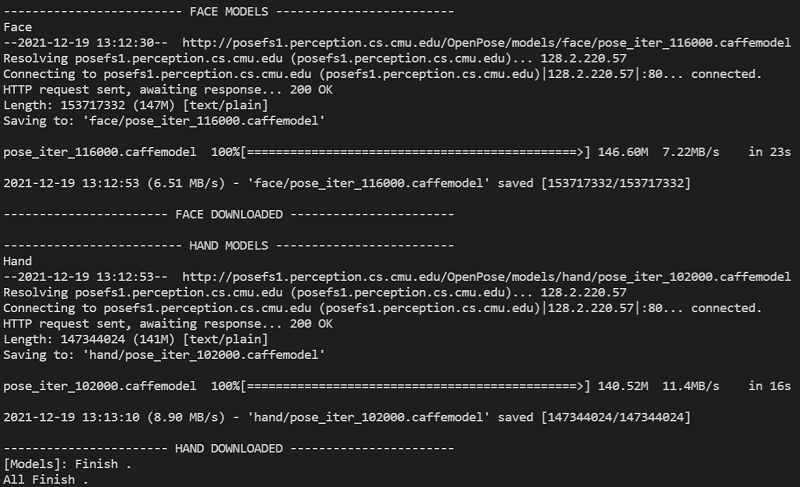 ------------------------- FACE MODELS -------------------------
Face
--2021-12-19 13:12:30--  http://posefs1.perception.cs.cmu.edu/OpenPose/models/face/pose_iter_116000.caffemodel
Resolving posefs1.perception.cs.cmu.edu (posefs1.perception.cs.cmu.edu)... 128.2.220.57
Connecting to posefs1.perception.cs.cmu.edu (posefs1.perception.cs.cmu.edu)|128.2.220.57|:80... connected.
HTTP request sent, awaiting response... 200 OK
Length: 153717332 (147M) [text/plain]
Saving to: 'face/pose_iter_116000.caffemodel'
pose_iter_116000.caffemodel  100%[==============================================>] 146.60M  7.22MB/s    in 23s
2021-12-19 13:12:53 (6.51 MB/s) - 'face/pose_iter_116000.caffemodel' saved [153717332/153717332]
----------------------- FACE DOWNLOADED -----------------------
------------------------- HAND MODELS -------------------------
Hand
--2021-12-19 13:12:53--  http://posefs1.perception.cs.cmu.edu/OpenPose/models/hand/pose_iter_102000.caffemodel
Resolving posefs1.perception.cs.cmu.edu (posefs1.perception.cs.cmu.edu)... 128.2.220.57
Connecting to posefs1.perception.cs.cmu.edu (posefs1.perception.cs.cmu.edu)|128.2.220.57|:80... connected.
HTTP request sent, awaiting response... 200 OK
Length: 147344024 (141M) [text/plain]
Saving to: 'hand/pose_iter_102000.caffemodel'
pose_iter_102000.caffemodel  100%[==============================================>] 140.52M  11.4MB/s    in 16s
2021-12-19 13:13:10 (8.90 MB/s) - 'hand/pose_iter_102000.caffemodel' saved [147344024/147344024]
----------------------- HAND DOWNLOADED -----------------------
[Models]: Finish .
All Finish .